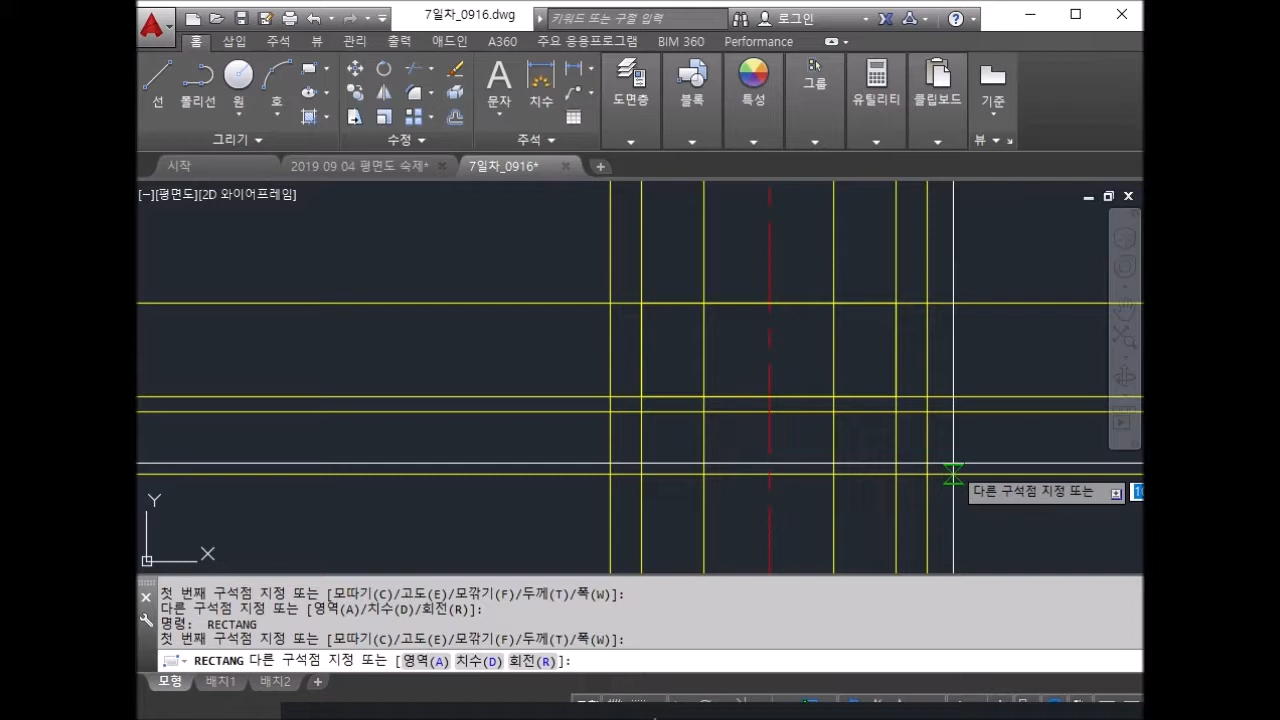 7일차_0916.dwg
키워드 또는 구절 입력
로그인
홈 삽입 주석 뷰 관리 출력 애드인 A360 주요 응용프로그램 BIM 360 Performance
선 폴리선 원 호
A
문자 치수
도면층 블록 특성 그룹 유틸리티 클립보드 기준
그리기 수정 주석 뷰
시작 2019 09 04 평면도 숙제* 7일차_0916*
[−][평면도][2D 와이어프레임]
다른 구석점 지정 또는
Y
X
첫 번째 구석점 지정 또는 [모따기(C)/고도(E)/모깎기(F)/두께(T)/폭(W)]:
다른 구석점 지정 또는 [영역(A)/치수(D)/회전(R)]:
명령: RECTANG
첫 번째 구석점 지정 또는 [모따기(C)/고도(E)/모깎기(F)/두께(T)/폭(W)]:
RECTANG 다른 구석점 지정 또는 [영역(A) 치수(D) 회전(R)]:
모형 배치1 배치2